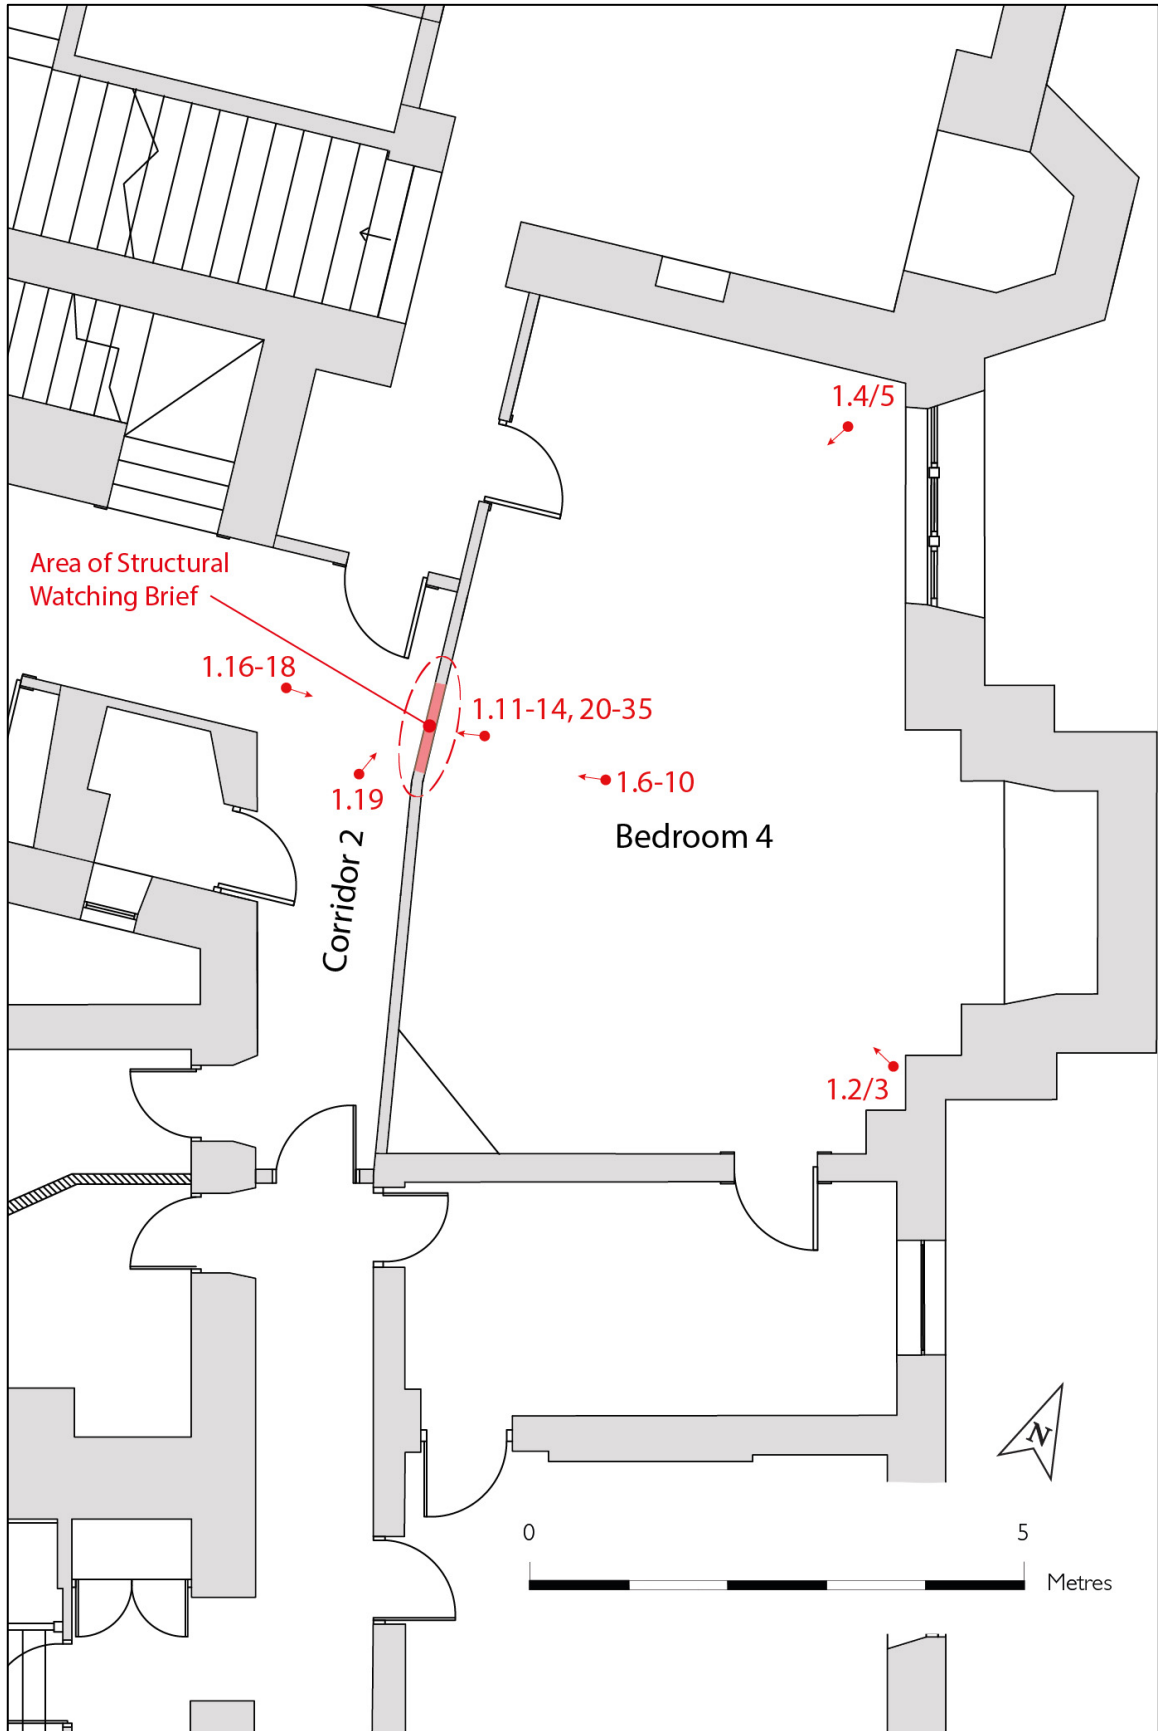 1.4/5
Area of Structural
Watching Brief
1.16-18
1.11-14, 20-35
1.6-10
1.19
Bedroom 4
Corridor 2
1.2/3
N
0 5
Metres